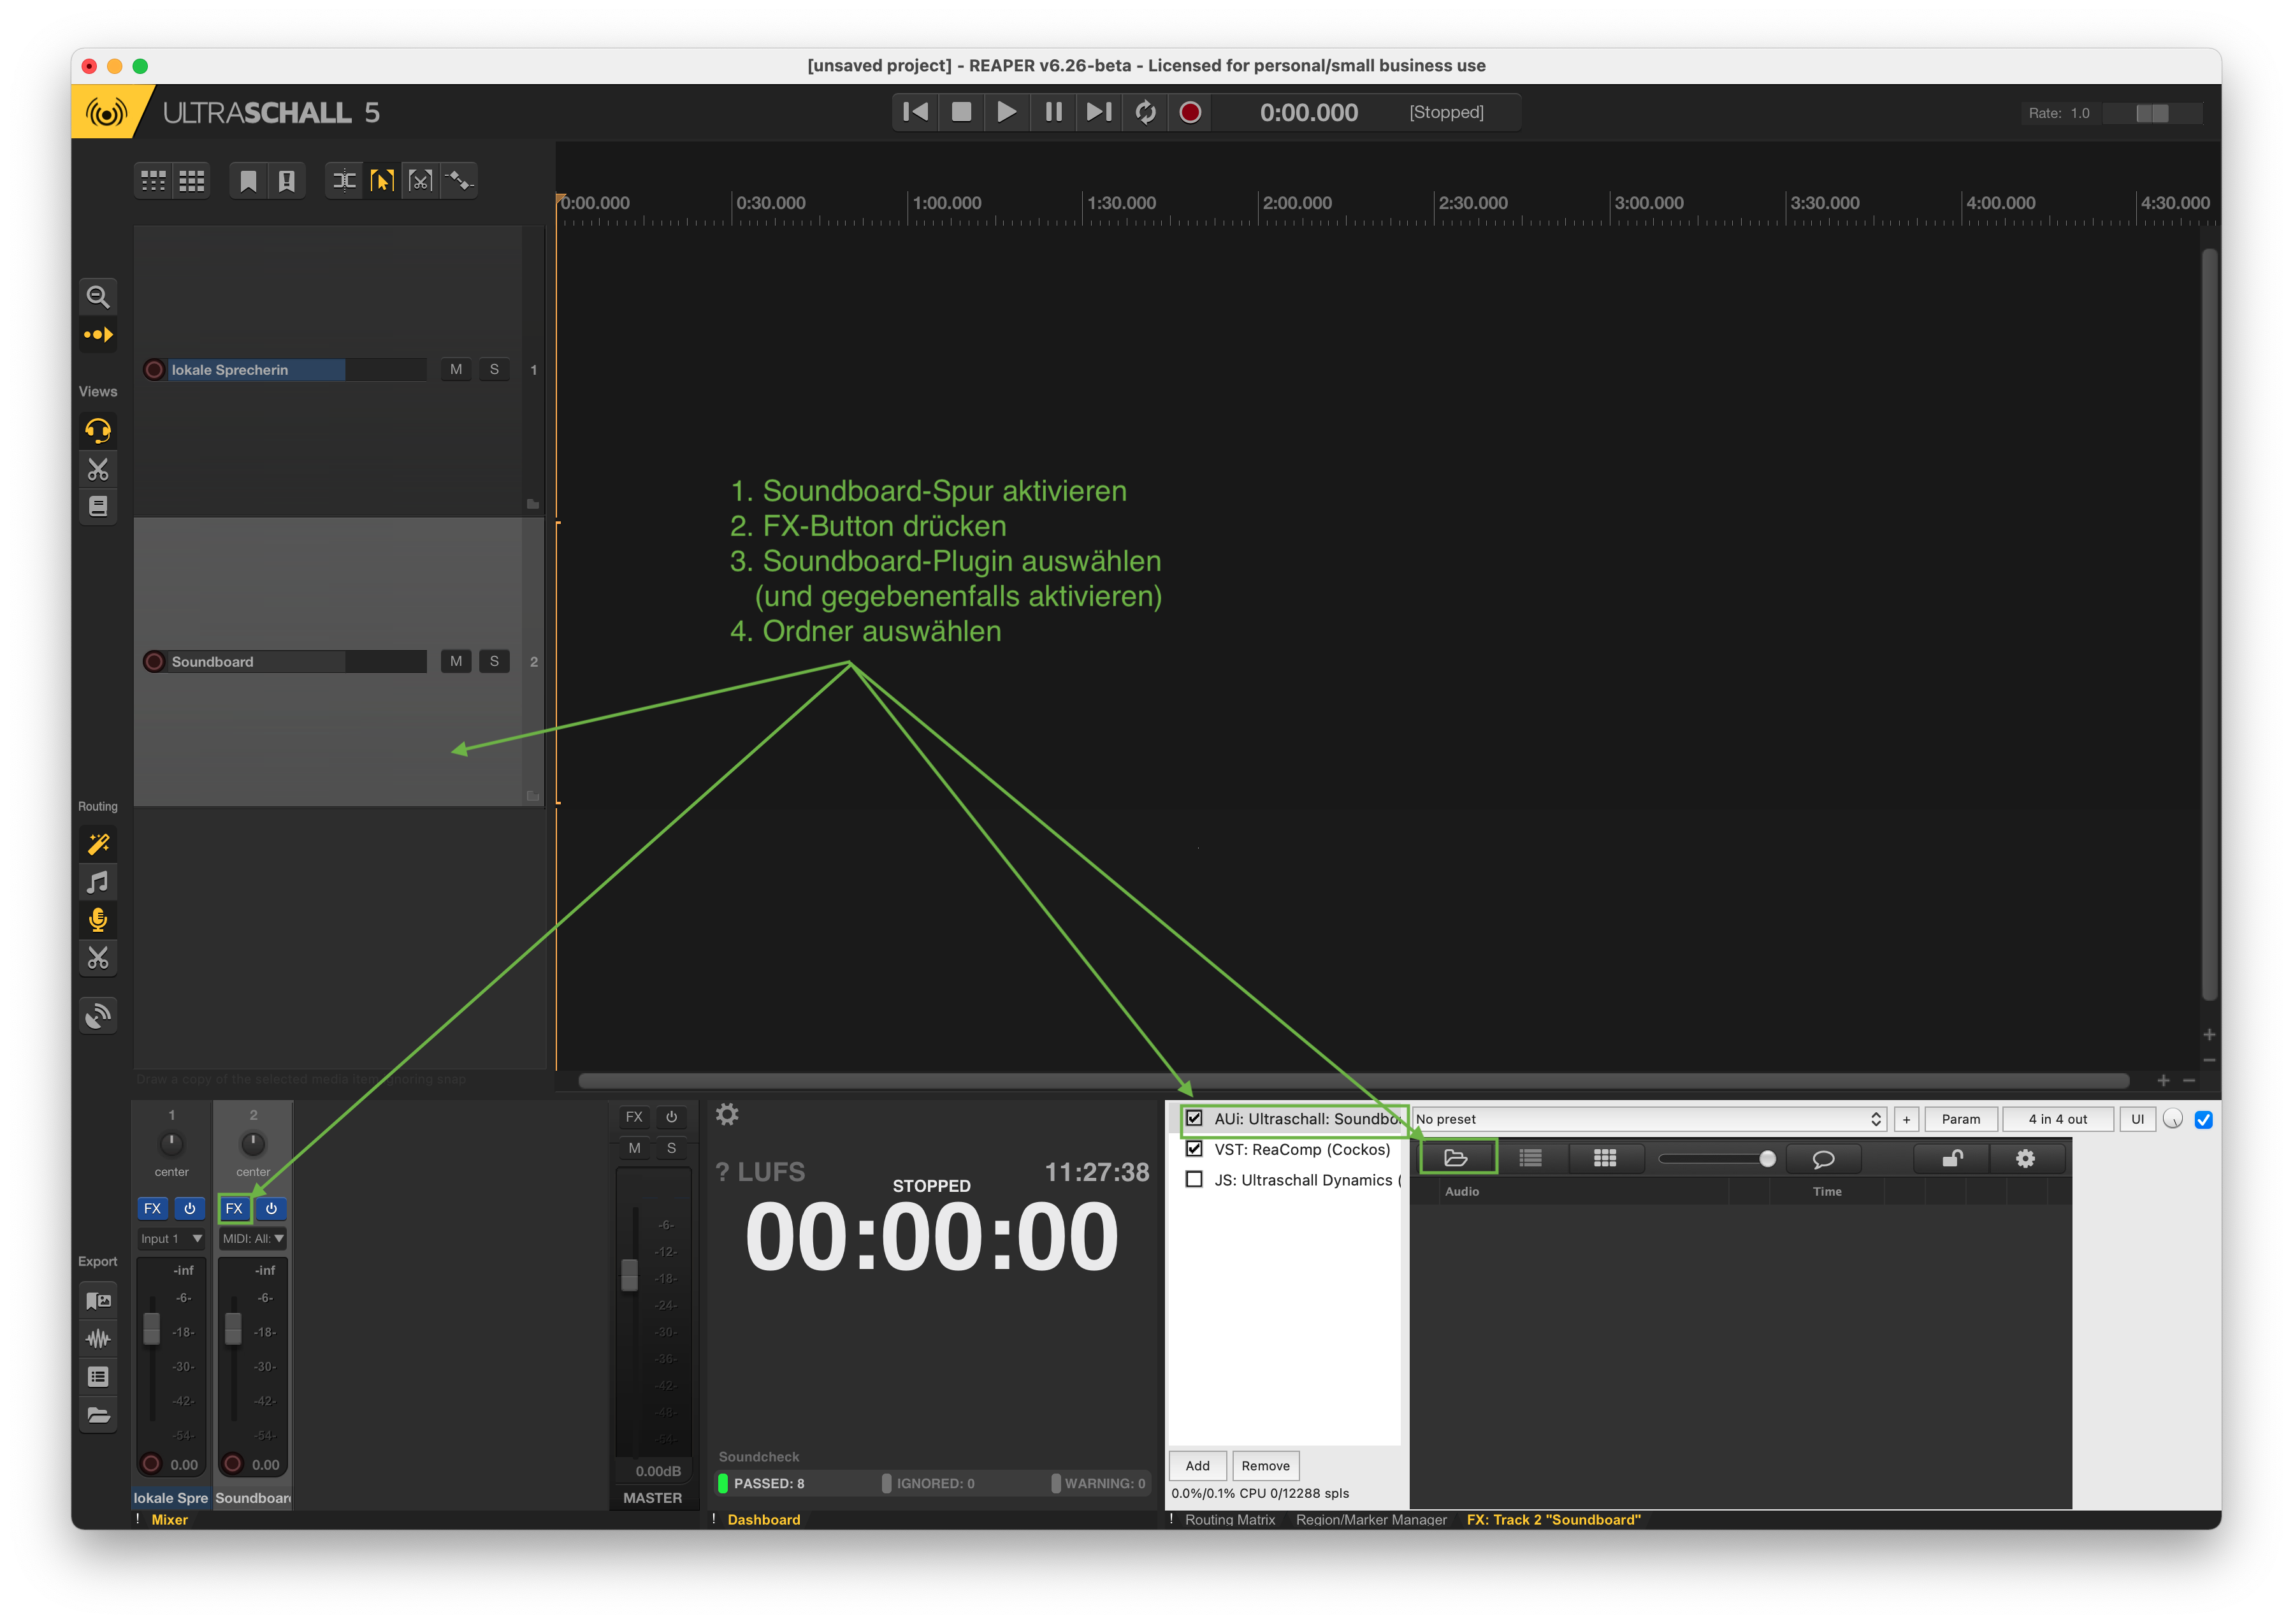 [unsaved project] - REAPER v6.26-beta - Licensed for personal/small business use
ULTRASCHALL 5
0:00.000 [Stopped]
Rate: 1.0
0:00.000 0:30.000 1:00.000 1:30.000 2:00.000 2:30.000 3:00.000 3:30.000 4:00.000 4:30.000
lokale Sprecherin M S 1
Views
1. Soundboard-Spur aktivieren
2. FX-Button drücken
3. Soundboard-Plugin auswählen
(und gegebenenfalls aktivieren)
4. Ordner auswählen
Soundboard M S 2
Routing
Draw a copy of the selected media item ignoring snap
Export
1 2
center center
FX FX
Input 1 MIDI: All:
-inf -inf
-6- -6-
-18- -18-
-30- -30-
-42- -42-
-54- -54-
0.00 0.00
lokale Spre Soundboar
! Mixer
FX
M S
-6-
-12-
-18-
-24-
-30-
-36-
-42-
-48-
-54-
0.00dB
MASTER
? LUFS
11:27:38
STOPPED
00:00:00
Soundcheck
PASSED: 8 IGNORED: 0 WARNING: 0
! Dashboard
AUi: Ultraschall: Soundbo
VST: ReaComp (Cockos)
JS: Ultraschall Dynamics (
No preset + Param 4 in 4 out UI
Audio Time
Add Remove
0.0%/0.1% CPU 0/12288 spls
! Routing Matrix Region/Marker Manager FX: Track 2 "Soundboard"